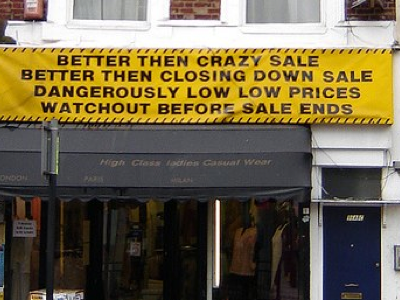 BETTER THEN CRAZY SALE
BETTER THEN CLOSING DOWN SALE
DANGEROUSLY LOW LOW PRICES
WATCHOUT BEFORE SALE ENDS
High Class ladies Casual Wear
LONDON PARIS MILAN